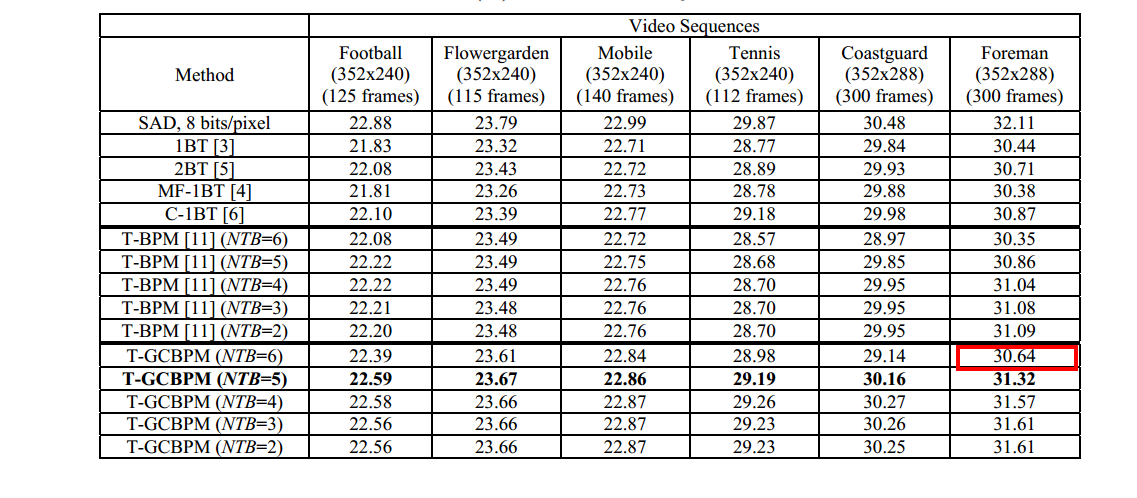 Video Sequences
Method Football (352x240) (125 frames) Flowergarden (352x240) (115 frames) Mobile (352x240) (140 frames) Tennis (352x240) (112 frames) Coastguard (352x288) (300 frames) Foreman (352x288) (300 frames)
SAD, 8 bits/pixel 22.88 23.79 22.99 29.87 30.48 32.11
1BT [3] 21.83 23.32 22.71 28.77 29.84 30.44
2BT [5] 22.08 23.43 22.72 28.89 29.93 30.71
MF-1BT [4] 21.81 23.26 22.73 28.78 29.88 30.38
C-1BT [6] 22.10 23.39 22.77 29.18 29.98 30.87
T-BPM [11] (NTB=6) 22.08 23.49 22.72 28.57 28.97 30.35
T-BPM [11] (NTB=5) 22.22 23.49 22.75 28.68 29.85 30.86
T-BPM [11] (NTB=4) 22.22 23.49 22.76 28.70 29.95 31.04
T-BPM [11] (NTB=3) 22.21 23.48 22.76 28.70 29.95 31.08
T-BPM [11] (NTB=2) 22.20 23.48 22.76 28.70 29.95 31.09
T-GCBPM (NTB=6) 22.39 23.61 22.84 28.98 29.14 30.64
T-GCBPM (NTB=5) 22.59 23.67 22.86 29.19 30.16 31.32
T-GCBPM (NTB=4) 22.58 23.66 22.87 29.26 30.27 31.57
T-GCBPM (NTB=3) 22.56 23.66 22.87 29.23 30.26 31.61
T-GCBPM (NTB=2) 22.56 23.66 22.87 29.23 30.25 31.61